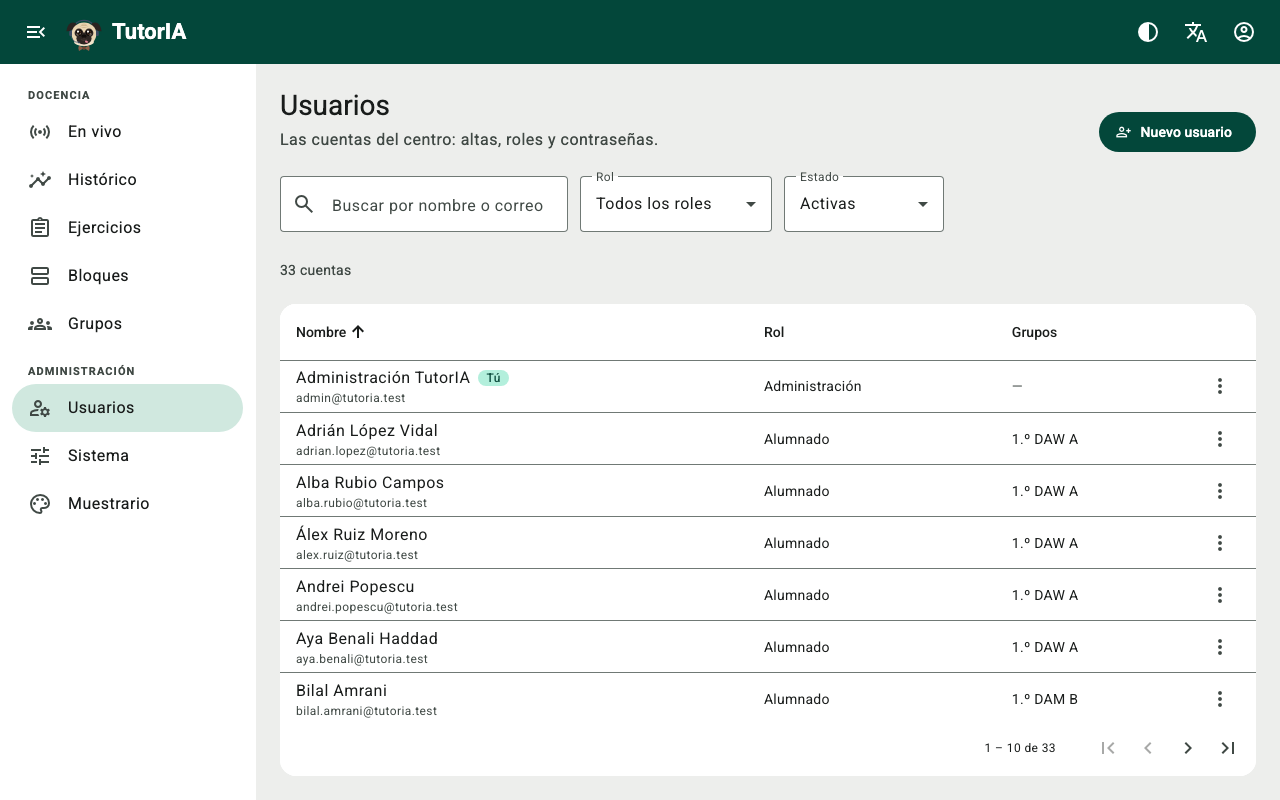 TutorIA
DOCENCIA
En vivo
Histórico
Ejercicios
Bloques
Grupos
ADMINISTRACIÓN
Usuarios
Sistema
Muestrario
Usuarios
Las cuentas del centro: altas, roles y contraseñas.
Nuevo usuario
Buscar por nombre o correo
Rol
Todos los roles
Estado
Activas
33 cuentas
Nombre Rol Grupos
Administración TutorIA Tú
admin@tutoria.test
Administración —
Adrián López Vidal
adrian.lopez@tutoria.test
Alumnado 1.º DAW A
Alba Rubio Campos
alba.rubio@tutoria.test
Alumnado 1.º DAW A
Álex Ruiz Moreno
alex.ruiz@tutoria.test
Alumnado 1.º DAW A
Andrei Popescu
andrei.popescu@tutoria.test
Alumnado 1.º DAW A
Aya Benali Haddad
aya.benali@tutoria.test
Alumnado 1.º DAW A
Bilal Amrani
bilal.amrani@tutoria.test
Alumnado 1.º DAM B
1 – 10 de 33